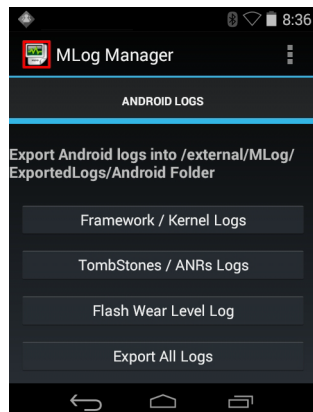 8:36
MLog Manager
ANDROID LOGS
Export Android logs into /external/MLog/
ExportedLogs/Android Folder
Framework / Kernel Logs
TombStones / ANRs Logs
Flash Wear Level Log
Export All Logs